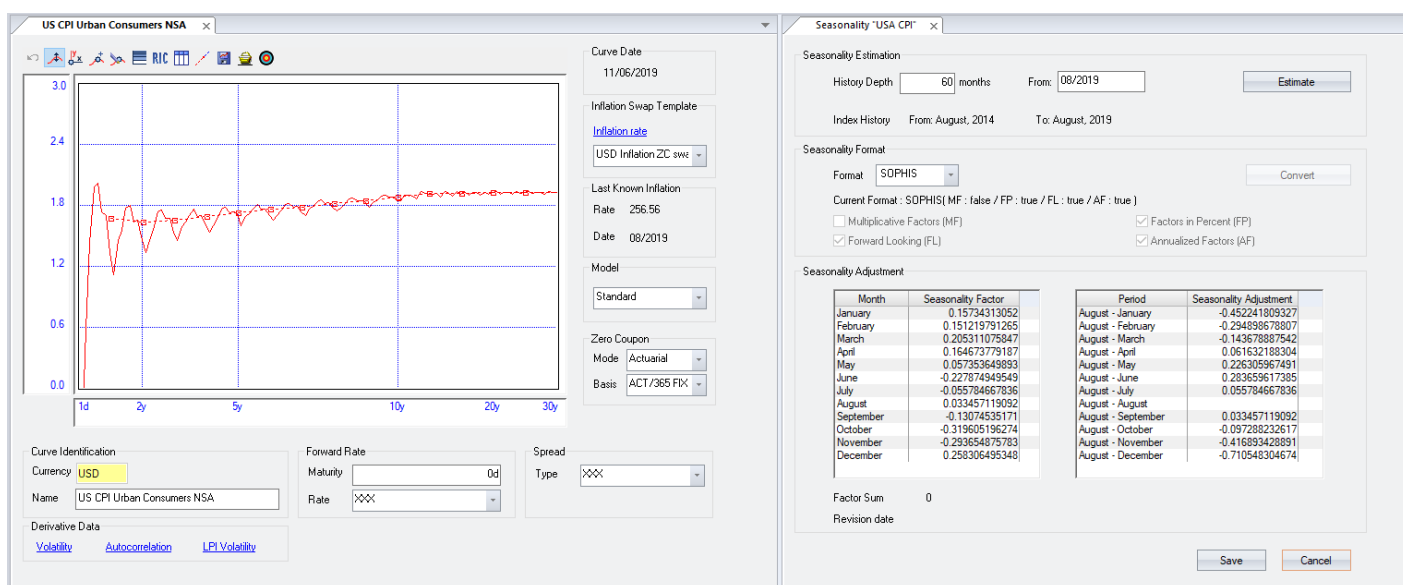 US CPI Urban Consumers NSA
RIC
3.0
2.4
1.8
1.2
0.6
0.0
1d 2y 5y 10y 20y 30y
Curve Date
11/06/2019
Inflation Swap Template
Inflation rate
USD Inflation ZC swa
Last Known Inflation
Rate 256.56
Date 08/2019
Model
Standard
Zero Coupon
Mode Actuarial
Basis ACT/365 FIX
Curve Identification
Currency USD
Name US CPI Urban Consumers NSA
Forward Rate
Maturity 0d
Rate XXX
Spread
Type XXX
Derivative Data
Volatility Autocorrelation LPI Volatility
Seasonality "USA CPI"
Seasonality Estimation
History Depth 60 months From: 08/2019 Estimate
Index History From: August, 2014 To: August, 2019
Seasonality Format
Format SOPHIS Convert
Current Format : SOPHIS( MF : false / FP : true / FL : true / AF : true )
Multiplicative Factors (MF) Factors in Percent (FP)
Forward Looking (FL) Annualized Factors (AF)
Seasonality Adjustment
Month Seasonality Factor
January 0.15734313052
February 0.151219791265
March 0.205311075847
April 0.164673779187
May 0.057353649893
June -0.227874949549
July -0.055784667836
August 0.033457119092
September -0.13074535171
October -0.319605196274
November -0.293654875783
December 0.258306495348
Period Seasonality Adjustment
August - January -0.452241809327
August - February -0.294898678807
August - March -0.143678887542
August - April 0.061632188304
August - May 0.226305967491
August - June 0.283659617385
August - July 0.055784667836
August - August
August - September 0.033457119092
August - October -0.097288232617
August - November -0.416893428891
August - December -0.710548304674
Factor Sum 0
Revision date
Save Cancel